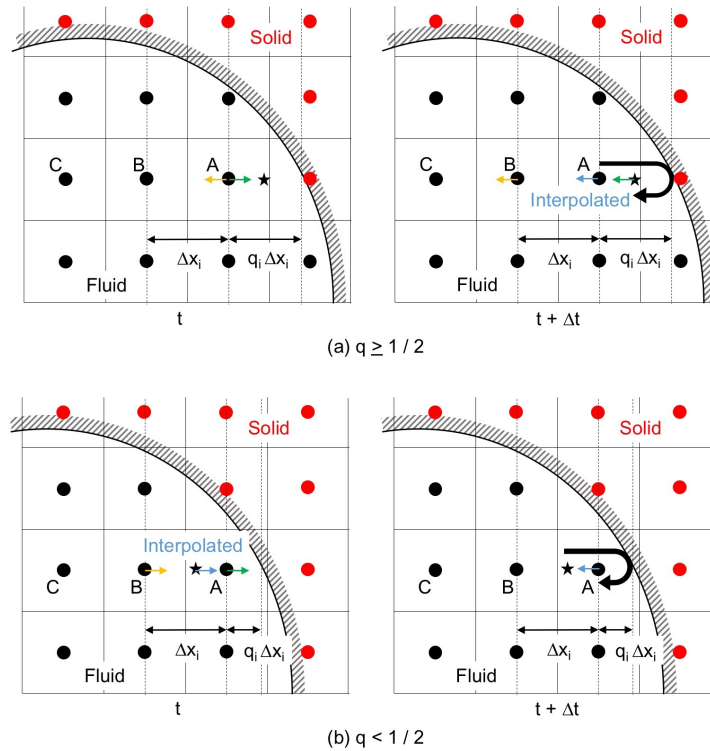 Solid
Solid
C
B
A
C
B
A
Interpolated
Δxᵢ
qᵢ Δxᵢ
Δxᵢ
qᵢ Δxᵢ
Fluid
Fluid
t
t + Δt
(a) q ≥ 1 / 2
Solid
Solid
Interpolated
C
B
A
C
B
A
Δxᵢ
qᵢ Δxᵢ
Δxᵢ
qᵢ Δxᵢ
Fluid
Fluid
t
t + Δt
(b) q < 1 / 2